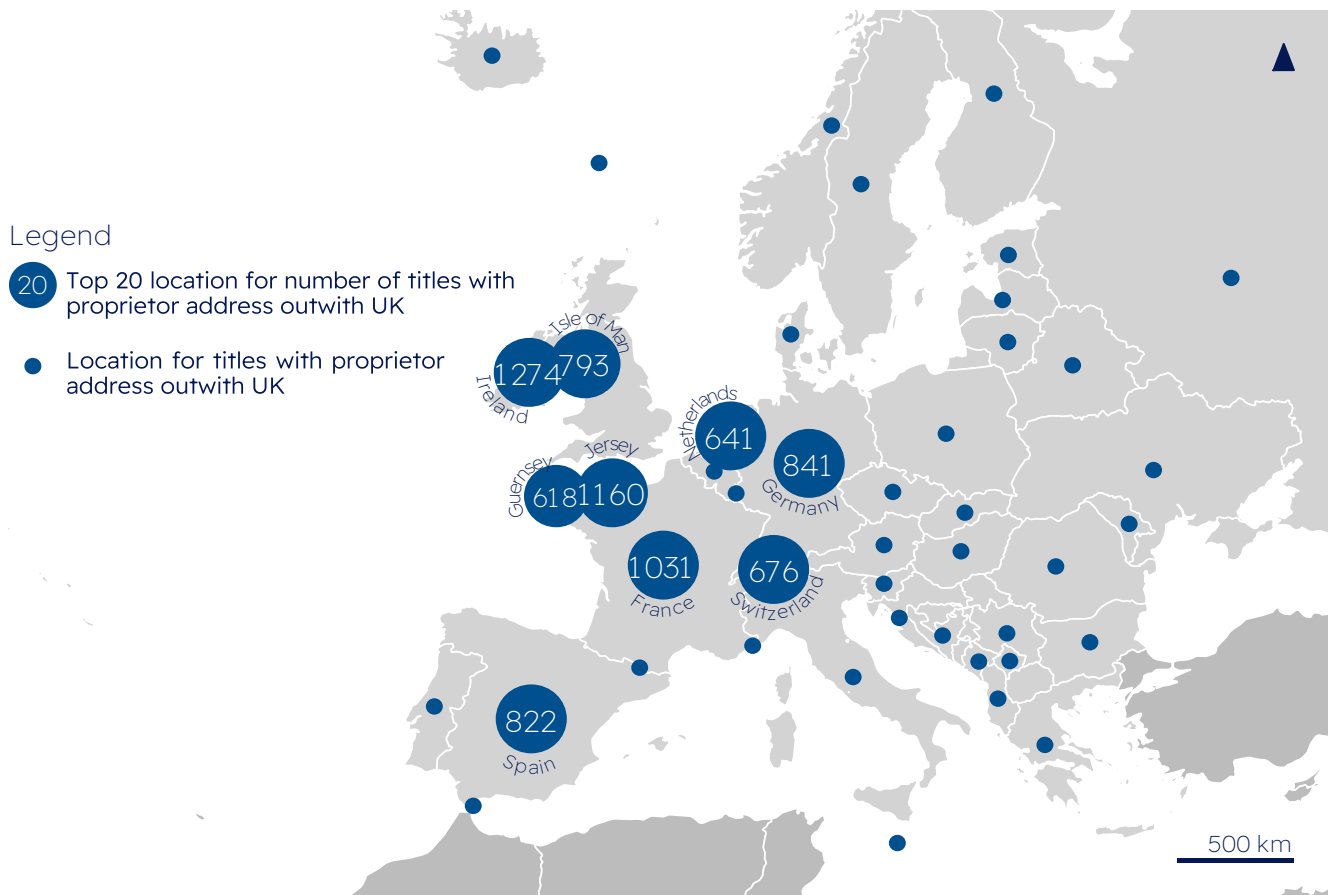 Legend
20
Top 20 location for number of titles with
proprietor address outwith UK
Location for titles with proprietor
address outwith UK
Isle of Man
793
1274
Ireland
Netherlands
641
841
Germany
Jersey
1160
Guernsey
618
1031
France
676
Switzerland
822
Spain
500 km